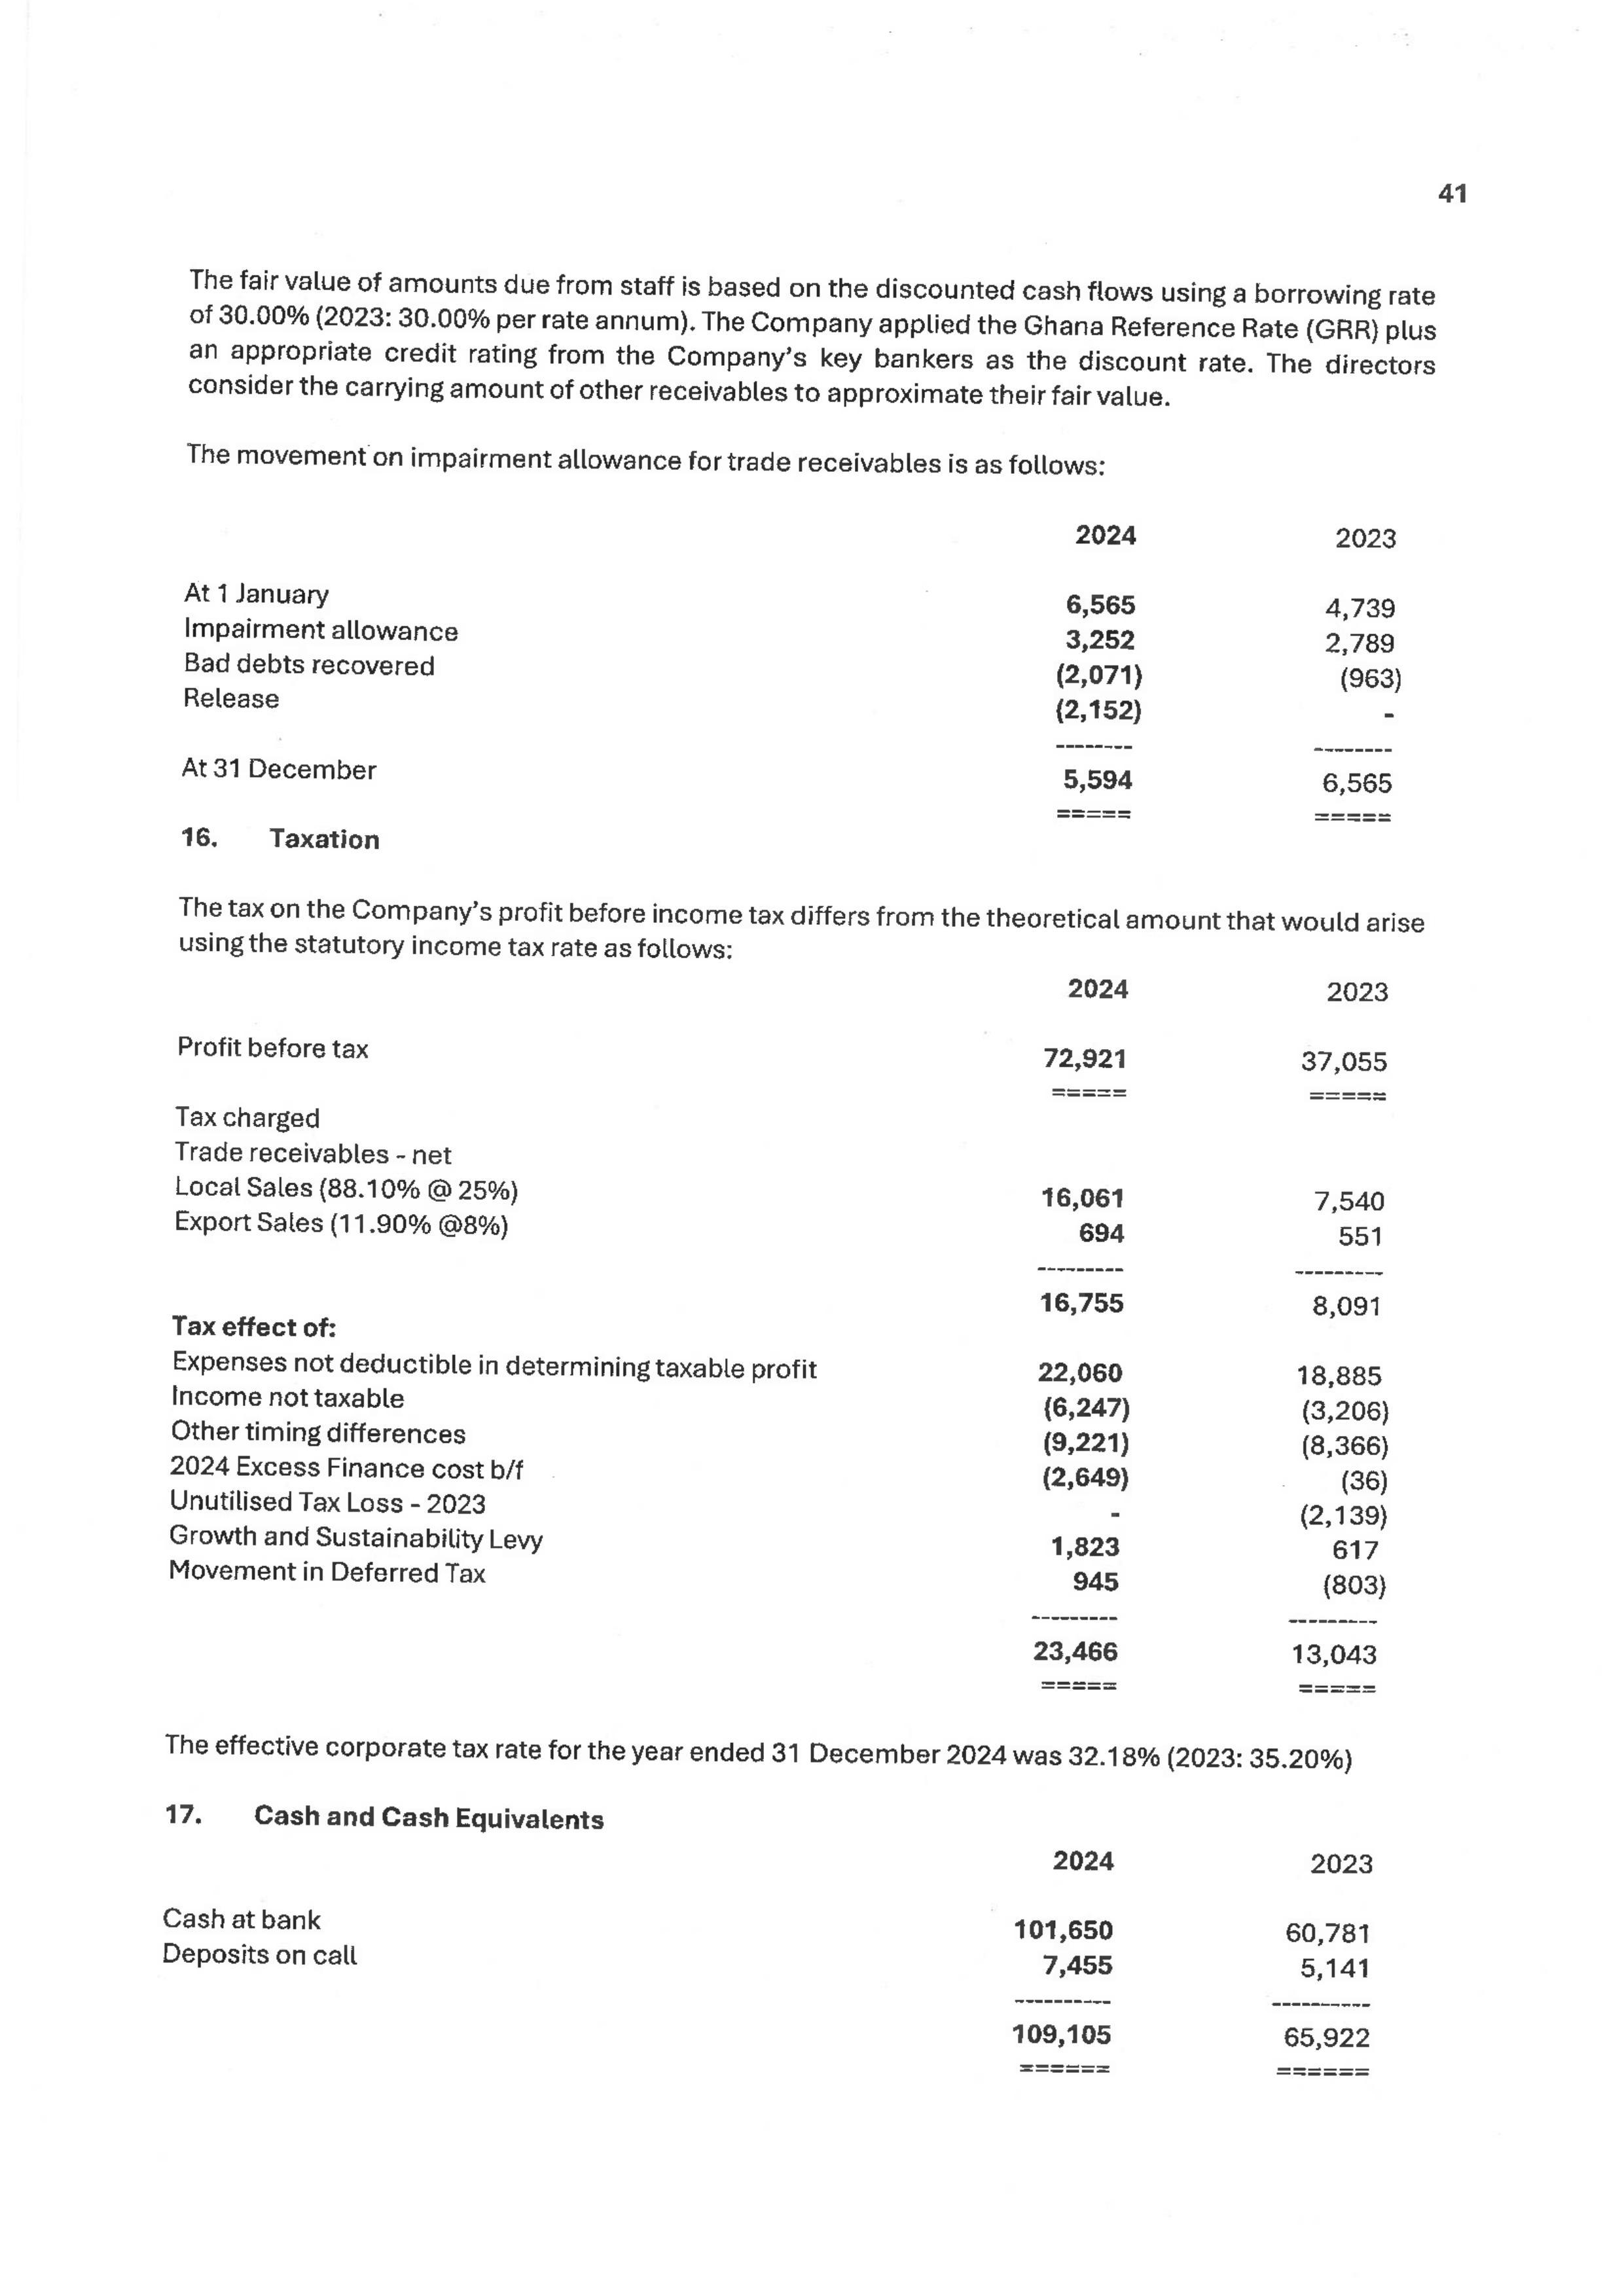 41
The fair value of amounts due from staff is based on the discounted cash flows using a borrowing rate
of 30.00% (2023: 30.00% per rate annum). The Company applied the Ghana Reference Rate (GRR) plus
an appropriate credit rating from the Company's key bankers as the discount rate. The directors
consider the carrying amount of other receivables to approximate their fair value.
The movement on impairment allowance for trade receivables is as follows:
2024 2023
At 1 January 6,565 4,739
Impairment allowance 3,252 2,789
Bad debts recovered (2,071) (963)
Release (2,152) -
-------- --------
At 31 December 5,594 6,565
===== =====
16. Taxation
The tax on the Company's profit before income tax differs from the theoretical amount that would arise
using the statutory income tax rate as follows:
2024 2023
Profit before tax 72,921 37,055
===== =====
Tax charged
Trade receivables - net
Local Sales (88.10% @ 25%) 16,061 7,540
Export Sales (11.90% @8%) 694 551
--------- ---------
16,755 8,091
Tax effect of:
Expenses not deductible in determining taxable profit 22,060 18,885
Income not taxable (6,247) (3,206)
Other timing differences (9,221) (8,366)
2024 Excess Finance cost b/f (2,649) (36)
Unutilised Tax Loss - 2023 - (2,139)
Growth and Sustainability Levy 1,823 617
Movement in Deferred Tax 945 (803)
--------- ---------
23,466 13,043
===== =====
The effective corporate tax rate for the year ended 31 December 2024 was 32.18% (2023: 35.20%)
17. Cash and Cash Equivalents
2024 2023
Cash at bank 101,650 60,781
Deposits on call 7,455 5,141
---------- ----------
109,105 65,922
====== ======